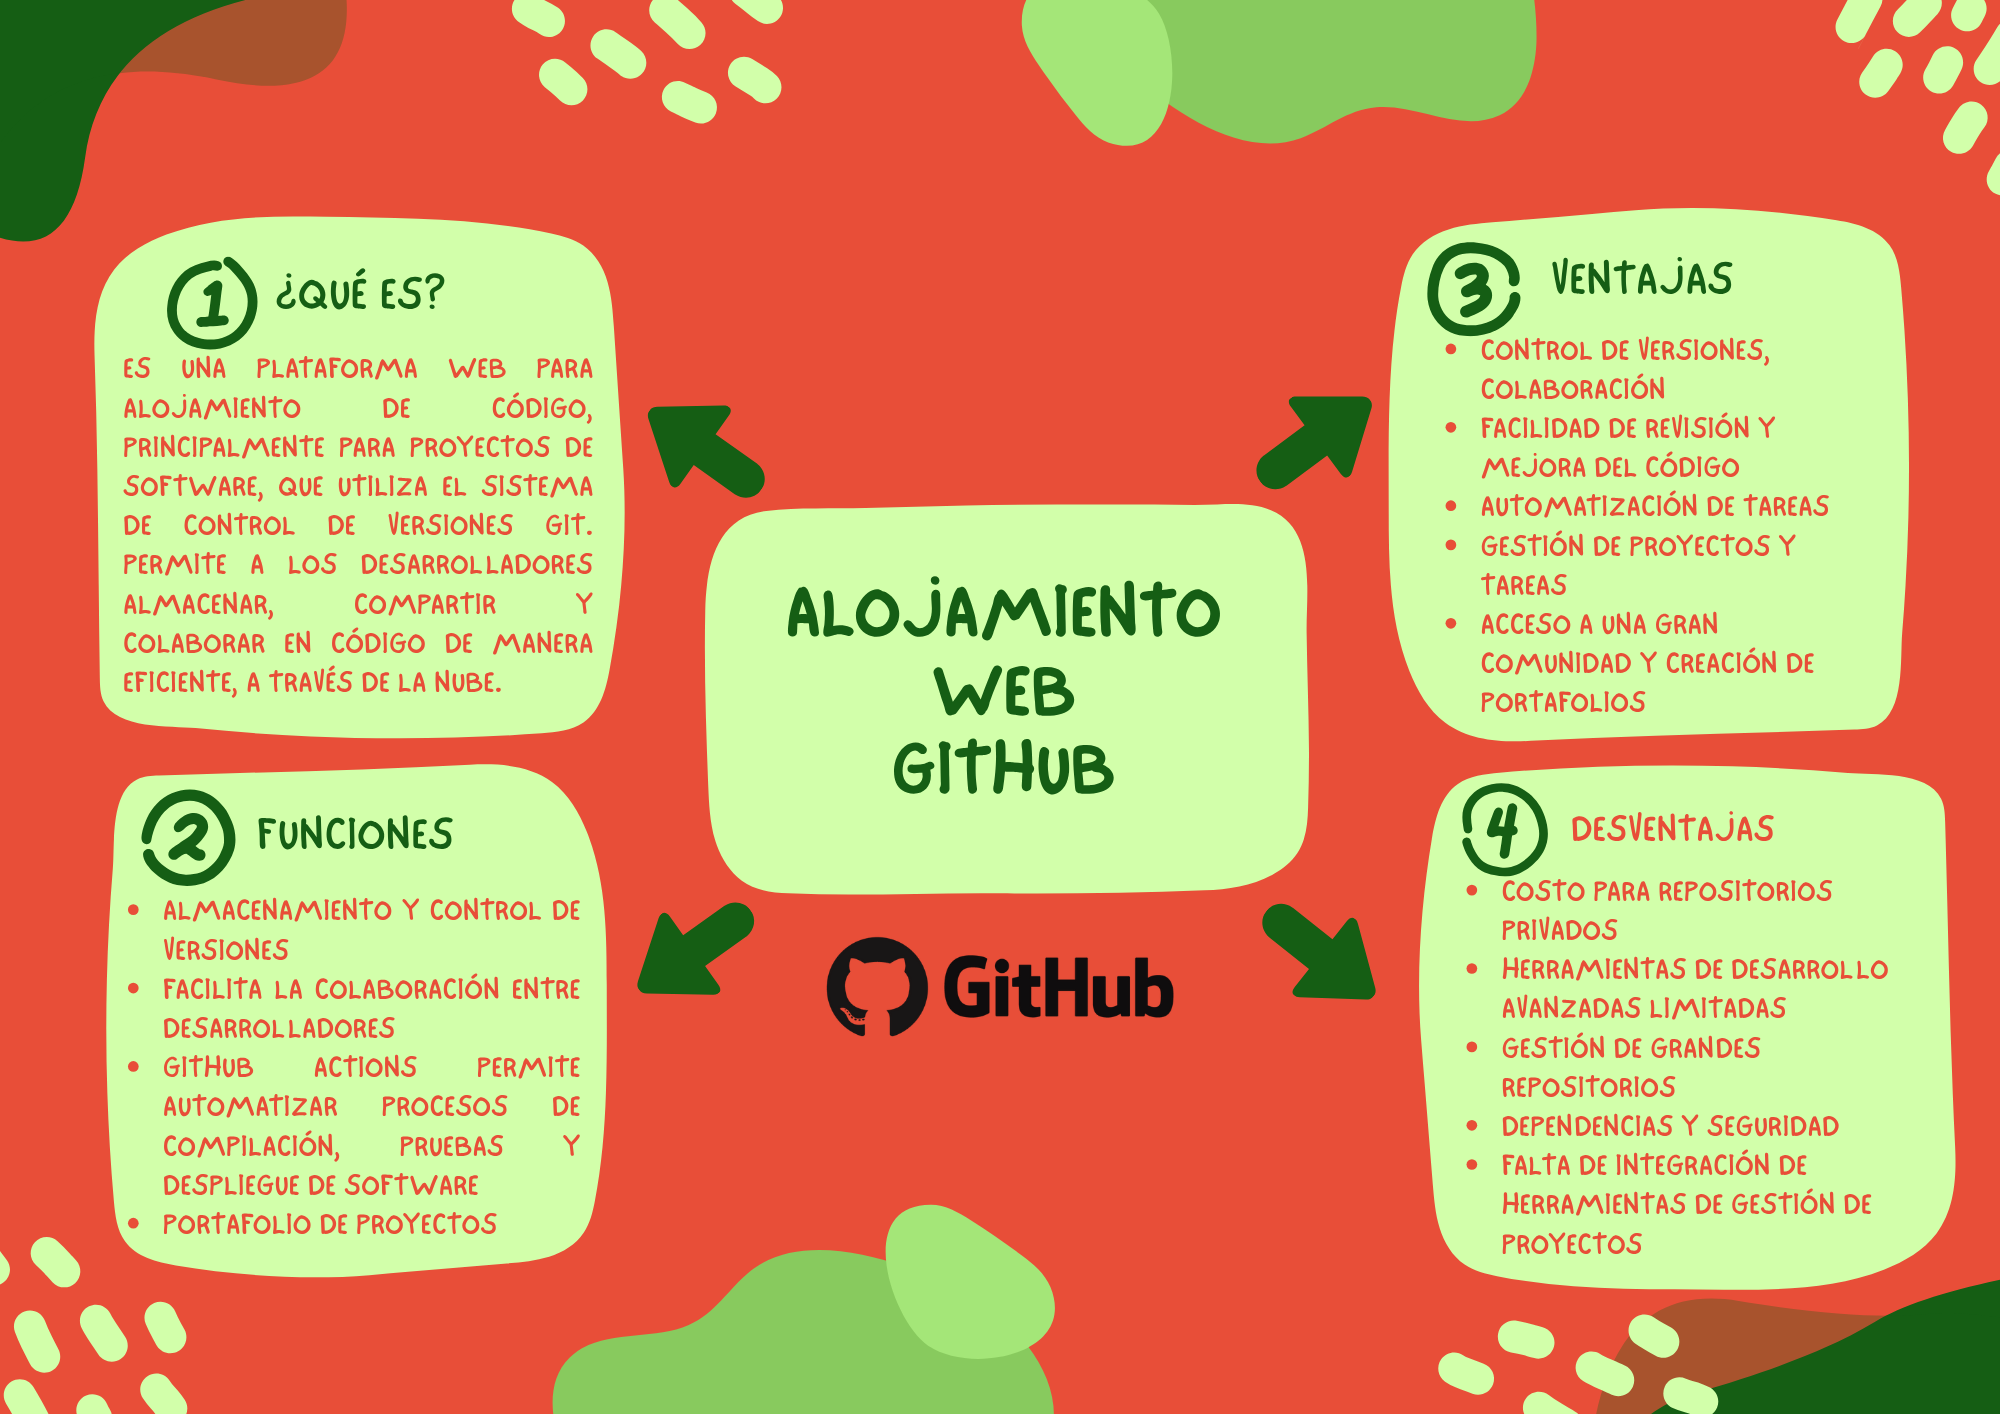 1
¿QUÉ ES?
ES UNA PLATAFORMA WEB PARA
ALOJAMIENTO DE CÓDIGO,
PRINCIPALMENTE PARA PROYECTOS DE
SOFTWARE, QUE UTILIZA EL SISTEMA
DE CONTROL DE VERSIONES GIT.
PERMITE A LOS DESARROLLADORES
ALMACENAR, COMPARTIR Y
COLABORAR EN CÓDIGO DE MANERA
EFICIENTE, A TRAVÉS DE LA NUBE.
2
FUNCIONES
• ALMACENAMIENTO Y CONTROL DE
VERSIONES
• FACILITA LA COLABORACIÓN ENTRE
DESARROLLADORES
• GITHUB ACTIONS PERMITE
AUTOMATIZAR PROCESOS DE
COMPILACIÓN, PRUEBAS Y
DESPLIEGUE DE SOFTWARE
• PORTAFOLIO DE PROYECTOS
ALOJAMIENTO
WEB
GITHUB
GitHub
3
VENTAJAS
• CONTROL DE VERSIONES,
COLABORACIÓN
• FACILIDAD DE REVISIÓN Y
MEJORA DEL CÓDIGO
• AUTOMATIZACIÓN DE TAREAS
• GESTIÓN DE PROYECTOS Y
TAREAS
• ACCESO A UNA GRAN
COMUNIDAD Y CREACIÓN DE
PORTAFOLIOS
4
DESVENTAJAS
• COSTO PARA REPOSITORIOS
PRIVADOS
• HERRAMIENTAS DE DESARROLLO
AVANZADAS LIMITADAS
• GESTIÓN DE GRANDES
REPOSITORIOS
• DEPENDENCIAS Y SEGURIDAD
• FALTA DE INTEGRACIÓN DE
HERRAMIENTAS DE GESTIÓN DE
PROYECTOS